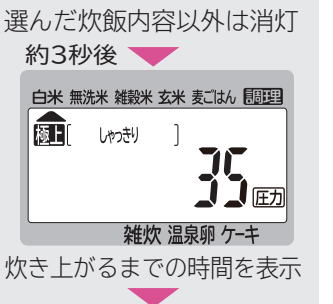 選んだ炊飯内容以外は消灯
約3秒後
白米 無洗米 雑穀米 玄米 麦ごはん 調理
極上[ しゃっきり ]
35 圧力
雑炊 温泉卵 ケーキ
炊き上がるまでの時間を表示